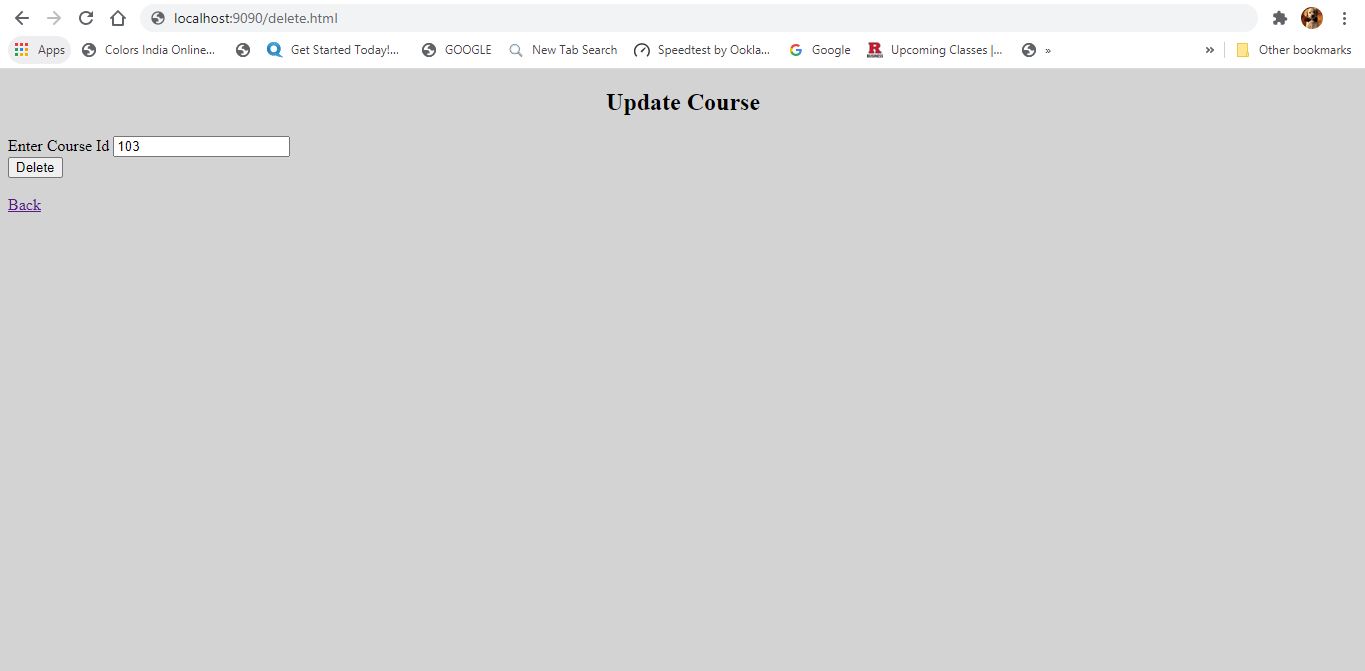 localhost:9090/delete.html
Apps Colors India Online... Get Started Today!... GOOGLE New Tab Search Speedtest by Ookla... Google R BUSINESS Upcoming Classes |... » » Other bookmarks
Update Course
Enter Course Id 103
Delete
Back